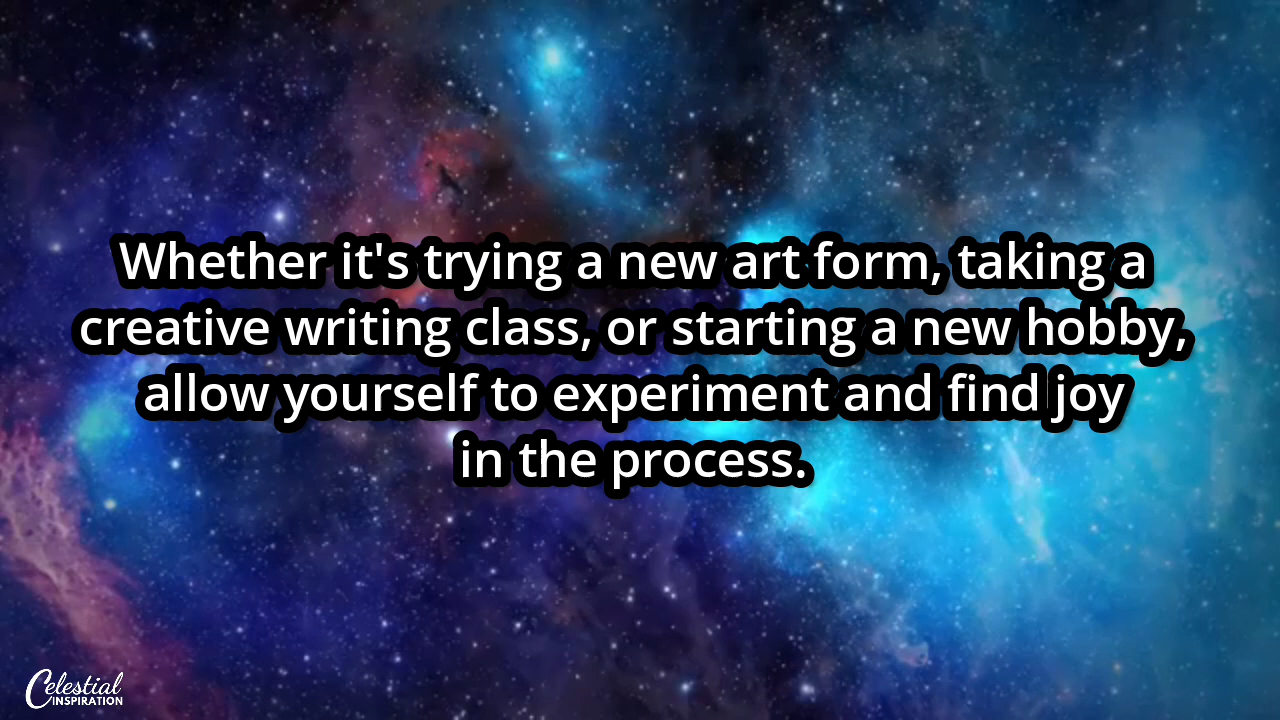 Whether it's trying a new art form, taking a
creative writing class, or starting a new hobby,
allow yourself to experiment and find joy
in the process.
Celestial
INSPIRATION